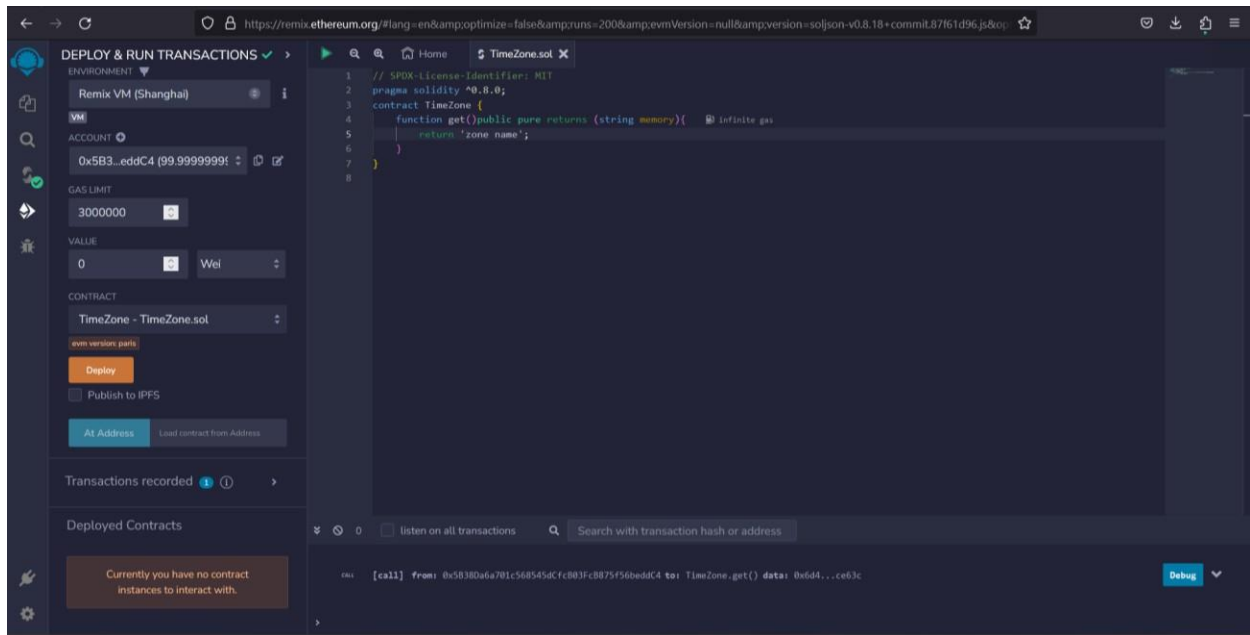 https://remix.ethereum.org/#lang=en&amp;optimize=false&amp;runs=200&amp;evmVersion=null&amp;version=soljson-v0.8.18+commit.87f61d96.js&op
DEPLOY & RUN TRANSACTIONS
ENVIRONMENT
Remix VM (Shanghai)
VM
ACCOUNT
0x5B3...eddC4 (99.99999999
GAS LIMIT
3000000
VALUE
0 Wei
CONTRACT
TimeZone - TimeZone.sol
evm version: paris
Deploy
Publish to IPFS
At Address Load contract from Address
Transactions recorded 1
Deployed Contracts
Currently you have no contract
instances to interact with.
Home TimeZone.sol
1 // SPDX-License-Identifier: MIT
2 pragma solidity ^0.8.0;
3 contract TimeZone {
4 function get()public pure returns (string memory){ infinite gas
5 return 'zone name';
6 }
7 }
8
0 listen on all transactions Search with transaction hash or address
CALL [call] from: 0x5B38Da6a701c568545dCfcB03FcB875f56beddC4 to: TimeZone.get() data: 0x6d4...ce63c
Debug
>